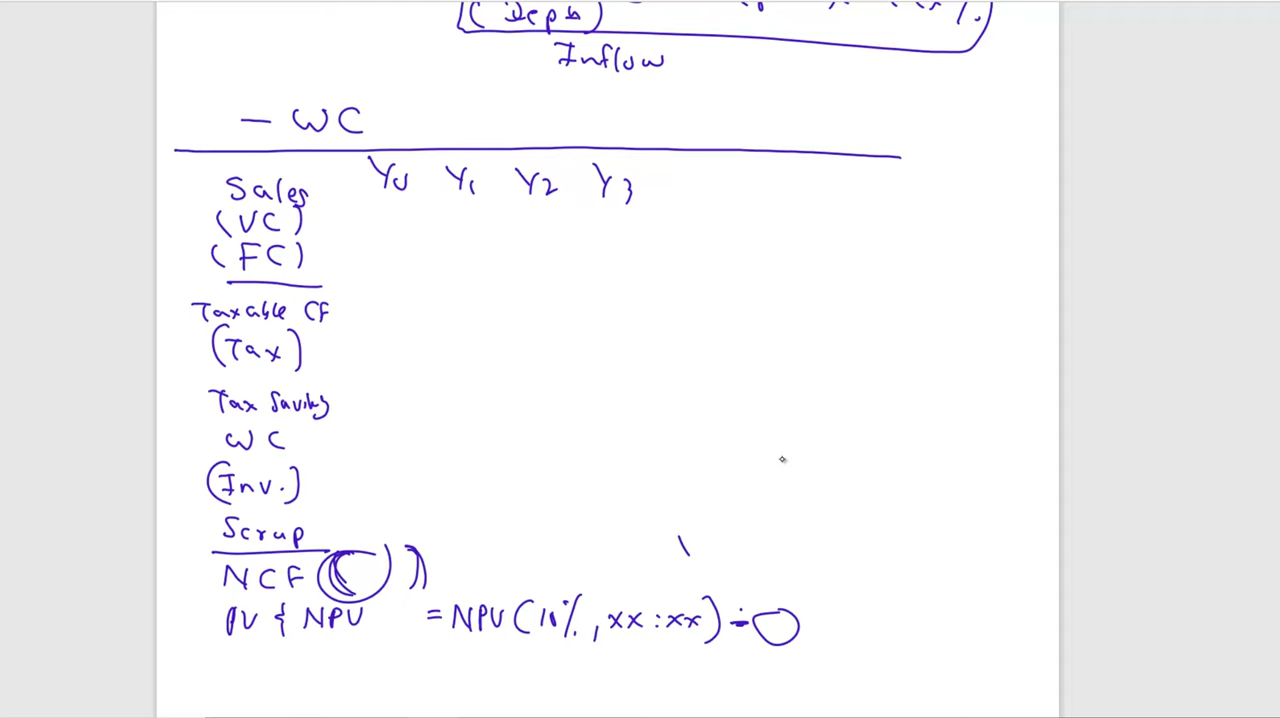 (Depn)
Inflow
— WC
Y0 Y1 Y2 Y3
Sales
(VC)
(FC)
Taxable CF
(Tax)
Tax Saving
WC
(Inv.)
Scrap
NCF ( ) )
PV & NPV = NPV(10%, xx:xx) -